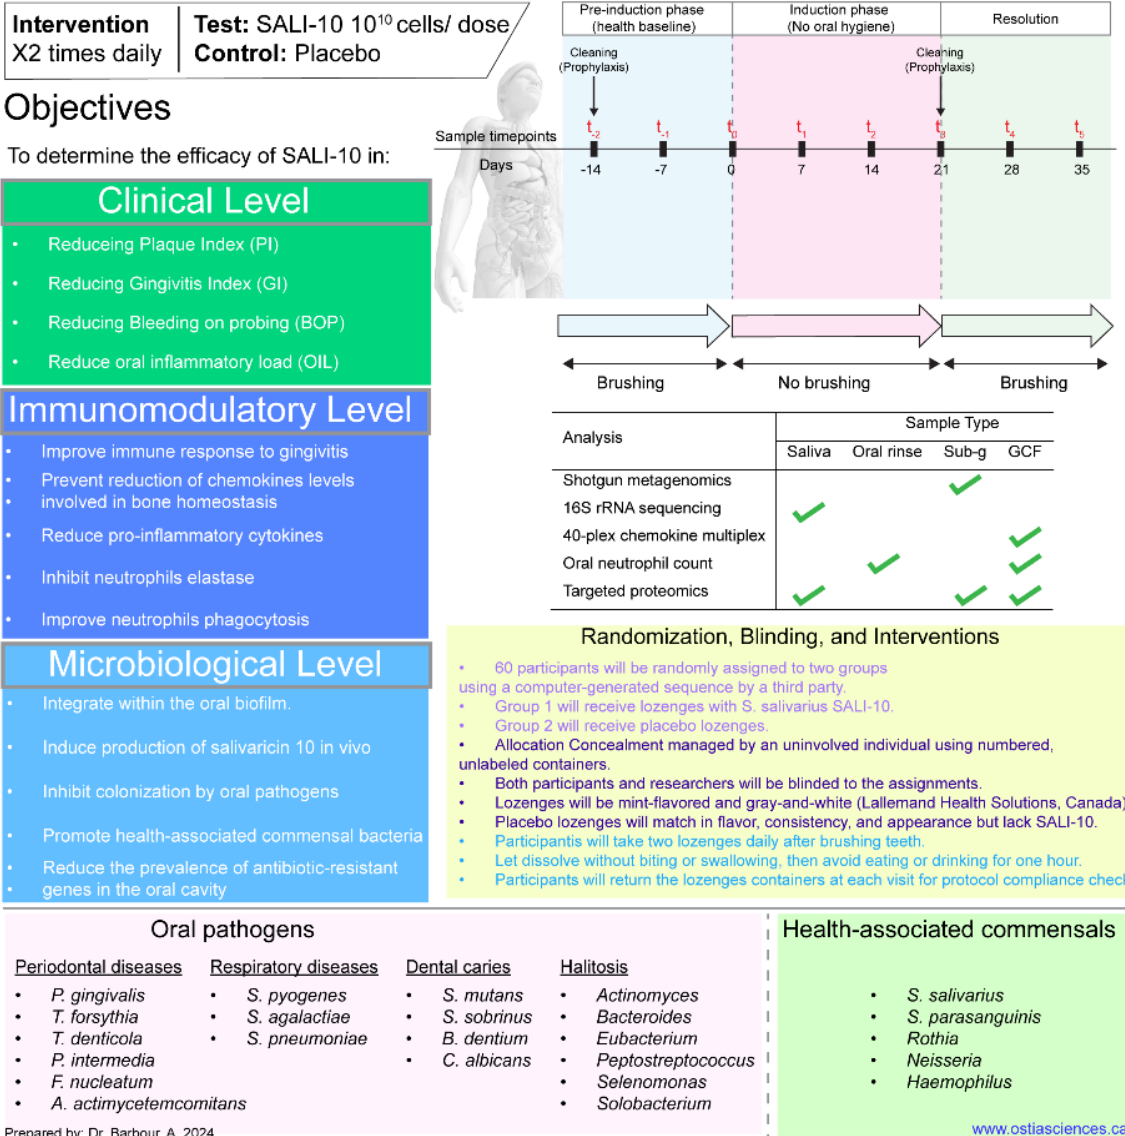 Intervention
X2 times daily
Test: SALI-10 10¹⁰ cells/ dose
Control: Placebo
Objectives
To determine the efficacy of SALI-10 in:
Clinical Level
• Reduceing Plaque Index (PI)
• Reducing Gingivitis Index (GI)
• Reducing Bleeding on probing (BOP)
• Reduce oral inflammatory load (OIL)
Immunomodulatory Level
• Improve immune response to gingivitis
• Prevent reduction of chemokines levels
• involved in bone homeostasis
• Reduce pro-inflammatory cytokines
• Inhibit neutrophils elastase
• Improve neutrophils phagocytosis
Microbiological Level
• Integrate within the oral biofilm.
• Induce production of salivaricin 10 in vivo
• Inhibit colonization by oral pathogens
• Promote health-associated commensal bacteria
• Reduce the prevalence of antibiotic-resistant
• genes in the oral cavity
Pre-induction phase
(health baseline)
Induction phase
(No oral hygiene)
Resolution
Cleaning
(Prophylaxis)
Cleaning
(Prophylaxis)
Sample timepoints
t-2 t-1 t0 t1 t2 t3 t4 t5
Days
-14 -7 0 7 14 21 28 35
Brushing No brushing Brushing
Analysis
Sample Type
Saliva Oral rinse Sub-g GCF
Shotgun metagenomics
16S rRNA sequencing
40-plex chemokine multiplex
Oral neutrophil count
Targeted proteomics
Randomization, Blinding, and Interventions
• 60 participants will be randomly assigned to two groups
using a computer-generated sequence by a third party.
• Group 1 will receive lozenges with S. salivarius SALI-10.
• Group 2 will receive placebo lozenges.
• Allocation Concealment managed by an uninvolved individual using numbered,
unlabeled containers.
• Both participants and researchers will be blinded to the assignments.
• Lozenges will be mint-flavored and gray-and-white (Lallemand Health Solutions, Canada)
• Placebo lozenges will match in flavor, consistency, and appearance but lack SALI-10.
• Participantis will take two lozenges daily after brushing teeth.
• Let dissolve without biting or swallowing, then avoid eating or drinking for one hour.
• Participants will return the lozenges containers at each visit for protocol compliance check
Oral pathogens
Periodontal diseases
• P. gingivalis
• T. forsythia
• T. denticola
• P. intermedia
• F. nucleatum
• A. actimycetemcomitans
Respiratory diseases
• S. pyogenes
• S. agalactiae
• S. pneumoniae
Dental caries
• S. mutans
• S. sobrinus
• B. dentium
• C. albicans
Halitosis
• Actinomyces
• Bacteroides
• Eubacterium
• Peptostreptococcus
• Selenomonas
• Solobacterium
Health-associated commensals
• S. salivarius
• S. parasanguinis
• Rothia
• Neisseria
• Haemophilus
Prepared by: Dr. Barbour, A. 2024
www.ostiasciences.ca